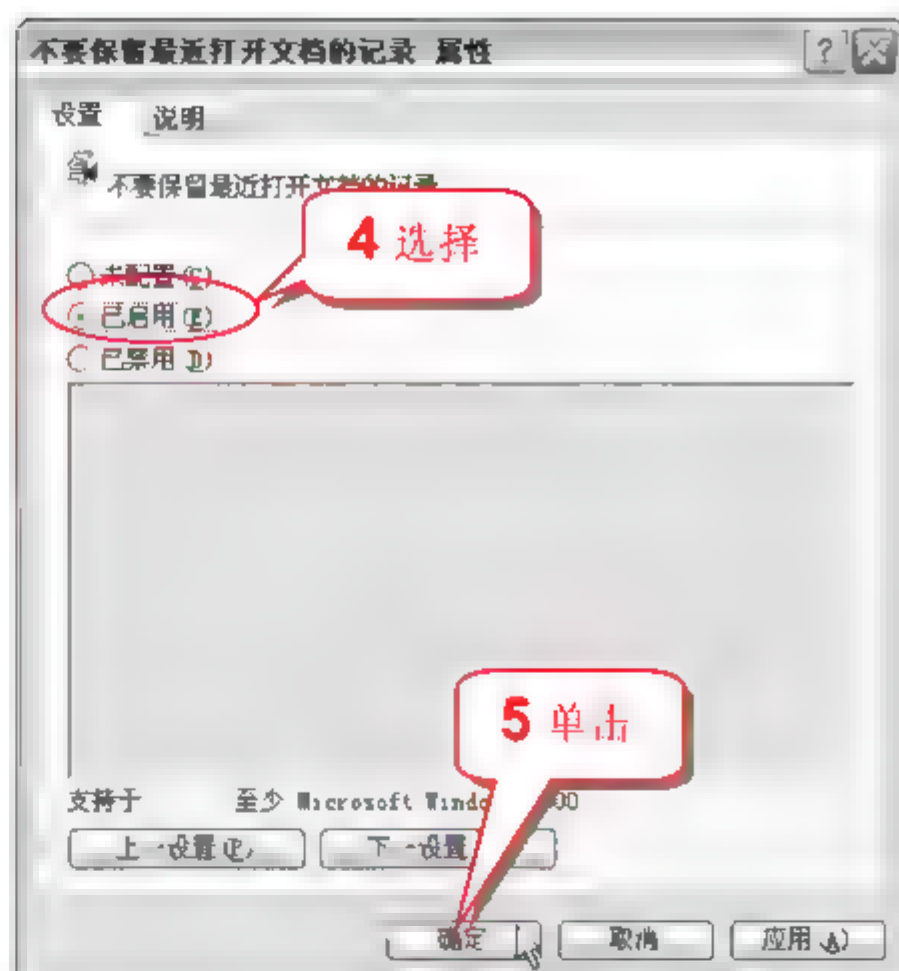 不要保留最近打开文档的记录 属性
设置 说明
不要保留最近打开文档的记录
4 选择
未配置(C)
已启用(E)
已禁用(D)
5 单击
支持于 至少 Microsoft
上一设置(P) 下一设置
确定 取消 应用(A)